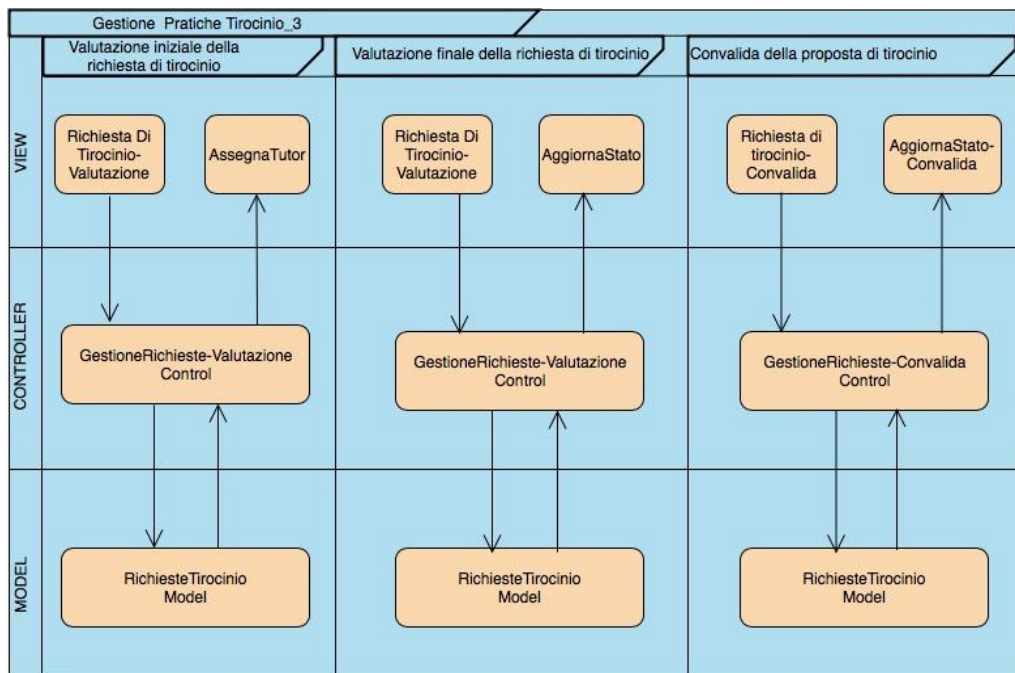 Gestione Pratiche Tirocinio_3
Valutazione iniziale della
richiesta di tirocinio
Valutazione finale della richiesta di tirocinio
Convalida della proposta di tirocinio
VIEW
Richiesta Di
Tirocinio-
Valutazione
AssegnaTutor
Richiesta Di
Tirocinio-
Valutazione
AggiornaStato
Richiesta di
tirocinio-
Convalida
AggiornaStato-
Convalida
CONTROLLER
GestioneRichieste-Valutazione
Control
GestioneRichieste-Valutazione
Control
GestioneRichieste-Convalida
Control
MODEL
RichiesteTirocinio
Model
RichiesteTirocinio
Model
RichiesteTirocinio
Model